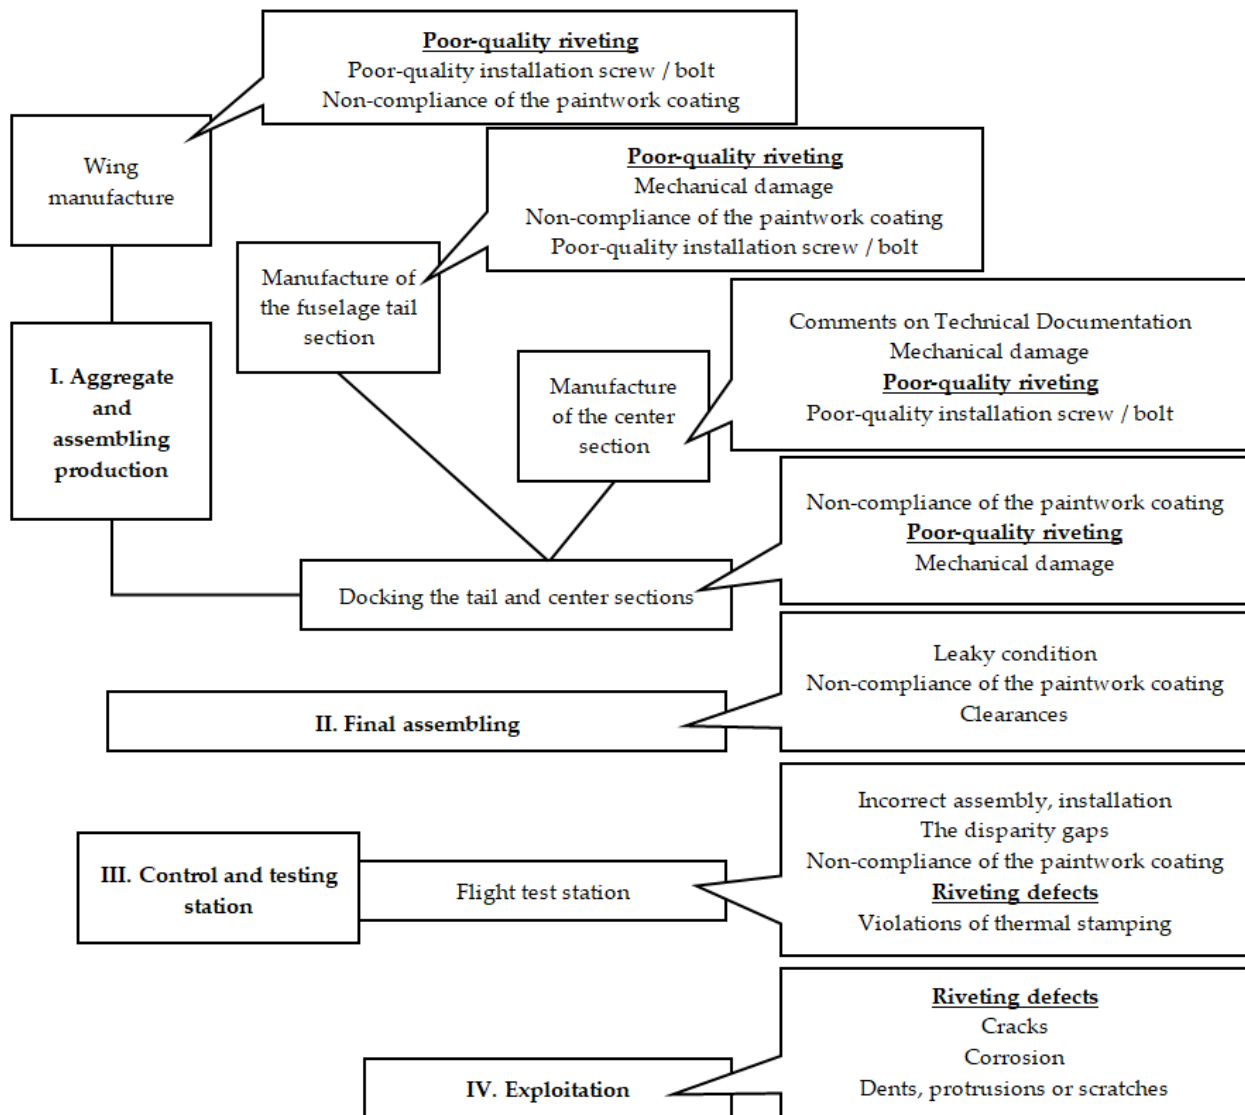 Poor-quality riveting
Poor-quality installation screw / bolt
Non-compliance of the paintwork coating
Wing
manufacture
Poor-quality riveting
Mechanical damage
Non-compliance of the paintwork coating
Poor-quality installation screw / bolt
Manufacture of
the fuselage tail
section
Comments on Technical Documentation
Mechanical damage
Poor-quality riveting
Poor-quality installation screw / bolt
I. Aggregate
and
assembling
production
Manufacture
of the center
section
Non-compliance of the paintwork coating
Poor-quality riveting
Mechanical damage
Docking the tail and center sections
Leaky condition
Non-compliance of the paintwork coating
Clearances
II. Final assembling
Incorrect assembly, installation
The disparity gaps
Non-compliance of the paintwork coating
Riveting defects
Violations of thermal stamping
III. Control and testing
station
Flight test station
Riveting defects
Cracks
Corrosion
Dents, protrusions or scratches
IV. Exploitation